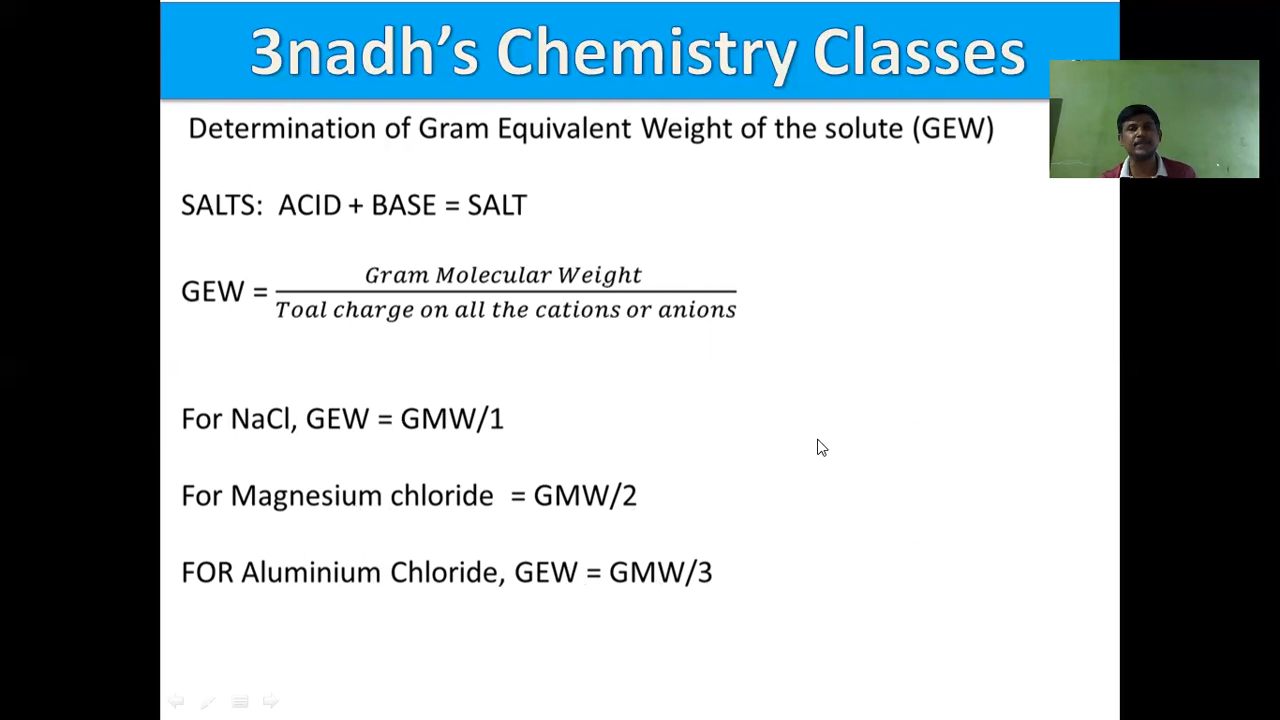 3nadh's Chemistry Classes
Determination of Gram Equivalent Weight of the solute (GEW)
SALTS: ACID + BASE = SALT
GEW = Gram Molecular Weight / Toal charge on all the cations or anions
For NaCl, GEW = GMW/1
For Magnesium chloride = GMW/2
FOR Aluminium Chloride, GEW = GMW/3